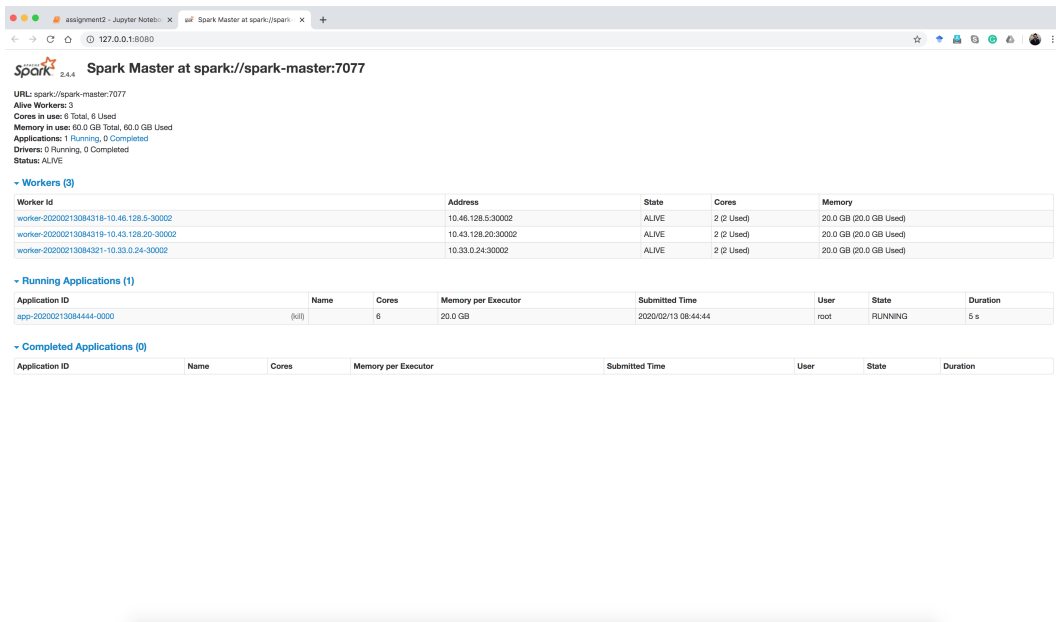 assignment2 - Jupyter Noteboo
Spark Master at spark://spark-
127.0.0.1:8080
APACHE Spark 2.4.4 Spark Master at spark://spark-master:7077
URL: spark://spark-master:7077
Alive Workers: 3
Cores in use: 6 Total, 6 Used
Memory in use: 60.0 GB Total, 60.0 GB Used
Applications: 1 Running, 0 Completed
Drivers: 0 Running, 0 Completed
Status: ALIVE
Workers (3)
Worker Id Address State Cores Memory
worker-20200213084318-10.46.128.5-30002 10.46.128.5:30002 ALIVE 2 (2 Used) 20.0 GB (20.0 GB Used)
worker-20200213084319-10.43.128.20-30002 10.43.128.20:30002 ALIVE 2 (2 Used) 20.0 GB (20.0 GB Used)
worker-20200213084321-10.33.0.24-30002 10.33.0.24:30002 ALIVE 2 (2 Used) 20.0 GB (20.0 GB Used)
Running Applications (1)
Application ID Name Cores Memory per Executor Submitted Time User State Duration
app-20200213084444-0000 (kill) 6 20.0 GB 2020/02/13 08:44:44 root RUNNING 5 s
Completed Applications (0)
Application ID Name Cores Memory per Executor Submitted Time User State Duration